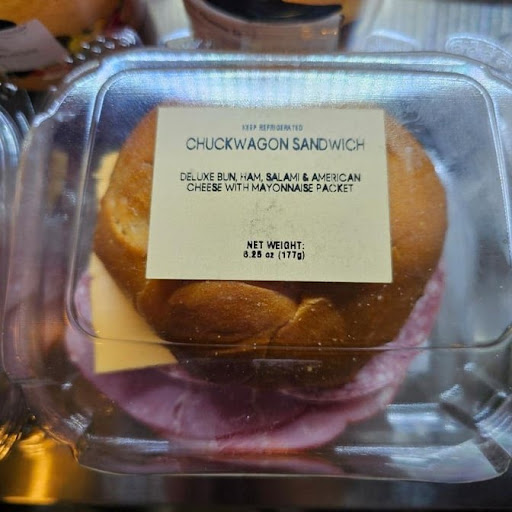 KEEP REFRIGERATED
CHUCKWAGON SANDWICH
DELUXE BUN, HAM, SALAMI & AMERICAN
CHEESE WITH MAYONNAISE PACKET
NET WEIGHT:
6.25 oz (177g)